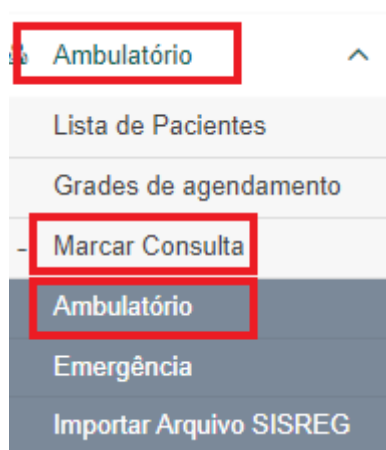 Ambulatório
Lista de Pacientes
Grades de agendamento
- Marcar Consulta
Ambulatório
Emergência
Importar Arquivo SISREG